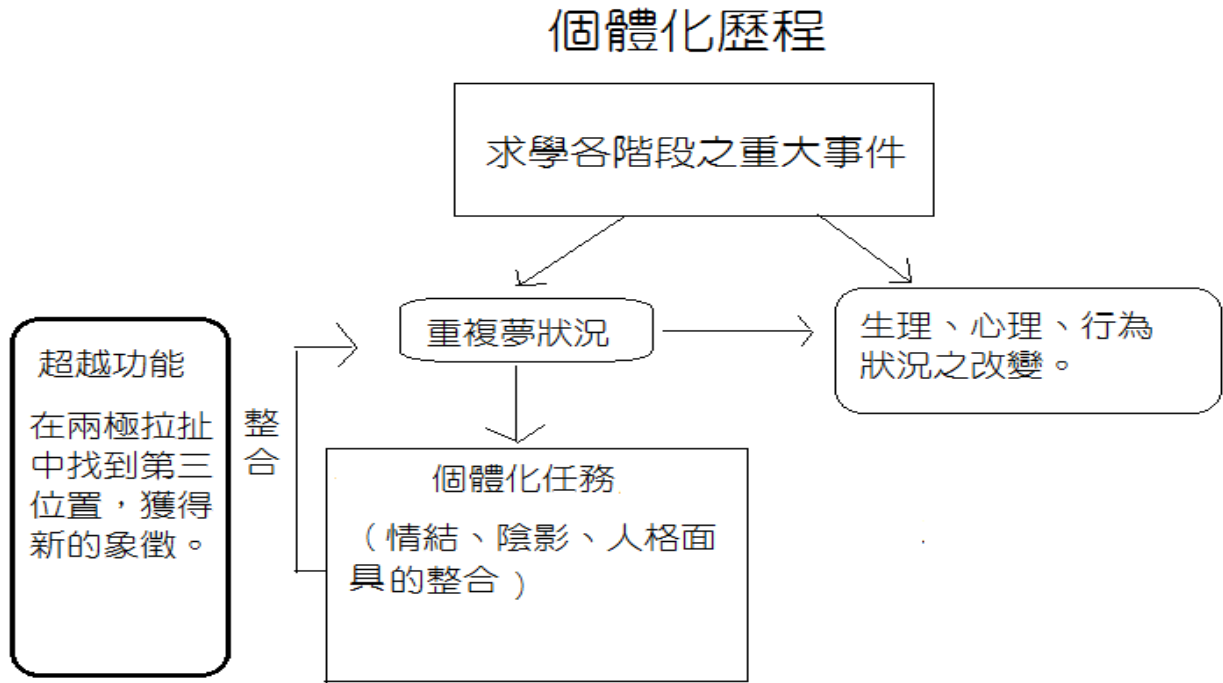 個體化歷程
求學各階段之重大事件
重複夢狀況
生理、心理、行為
狀況之改變。
超越功能
在兩極拉扯
中找到第三
位置，獲得
新的象徵。
整
合
個體化任務
（情結、陰影、人格面
具的整合）